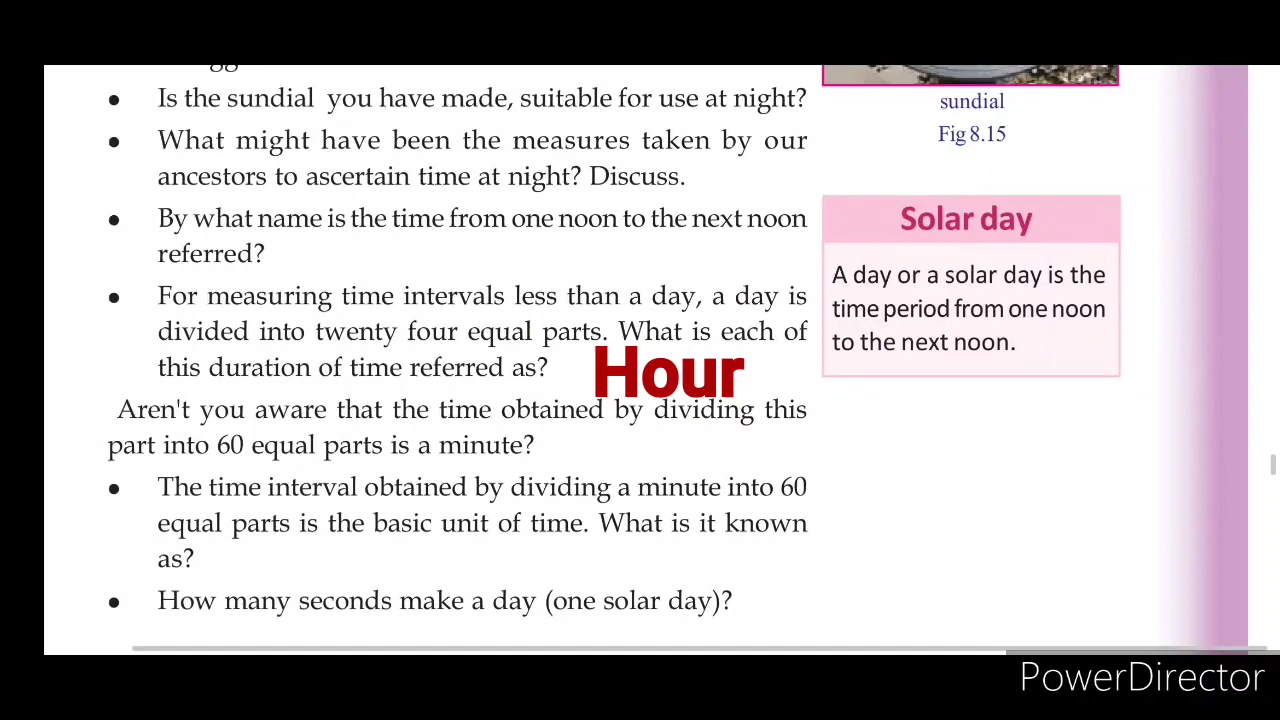 Is the sundial you have made, suitable for use at night?
What might have been the measures taken by our
ancestors to ascertain time at night? Discuss.
By what name is the time from one noon to the next noon
referred?
For measuring time intervals less than a day, a day is
divided into twenty four equal parts. What is each of
this duration of time referred as?
Hour
Aren't you aware that the time obtained by dividing this
part into 60 equal parts is a minute?
The time interval obtained by dividing a minute into 60
equal parts is the basic unit of time. What is it known
as?
How many seconds make a day (one solar day)?
sundial
Fig 8.15
Solar day
A day or a solar day is the
time period from one noon
to the next noon.
PowerDirector